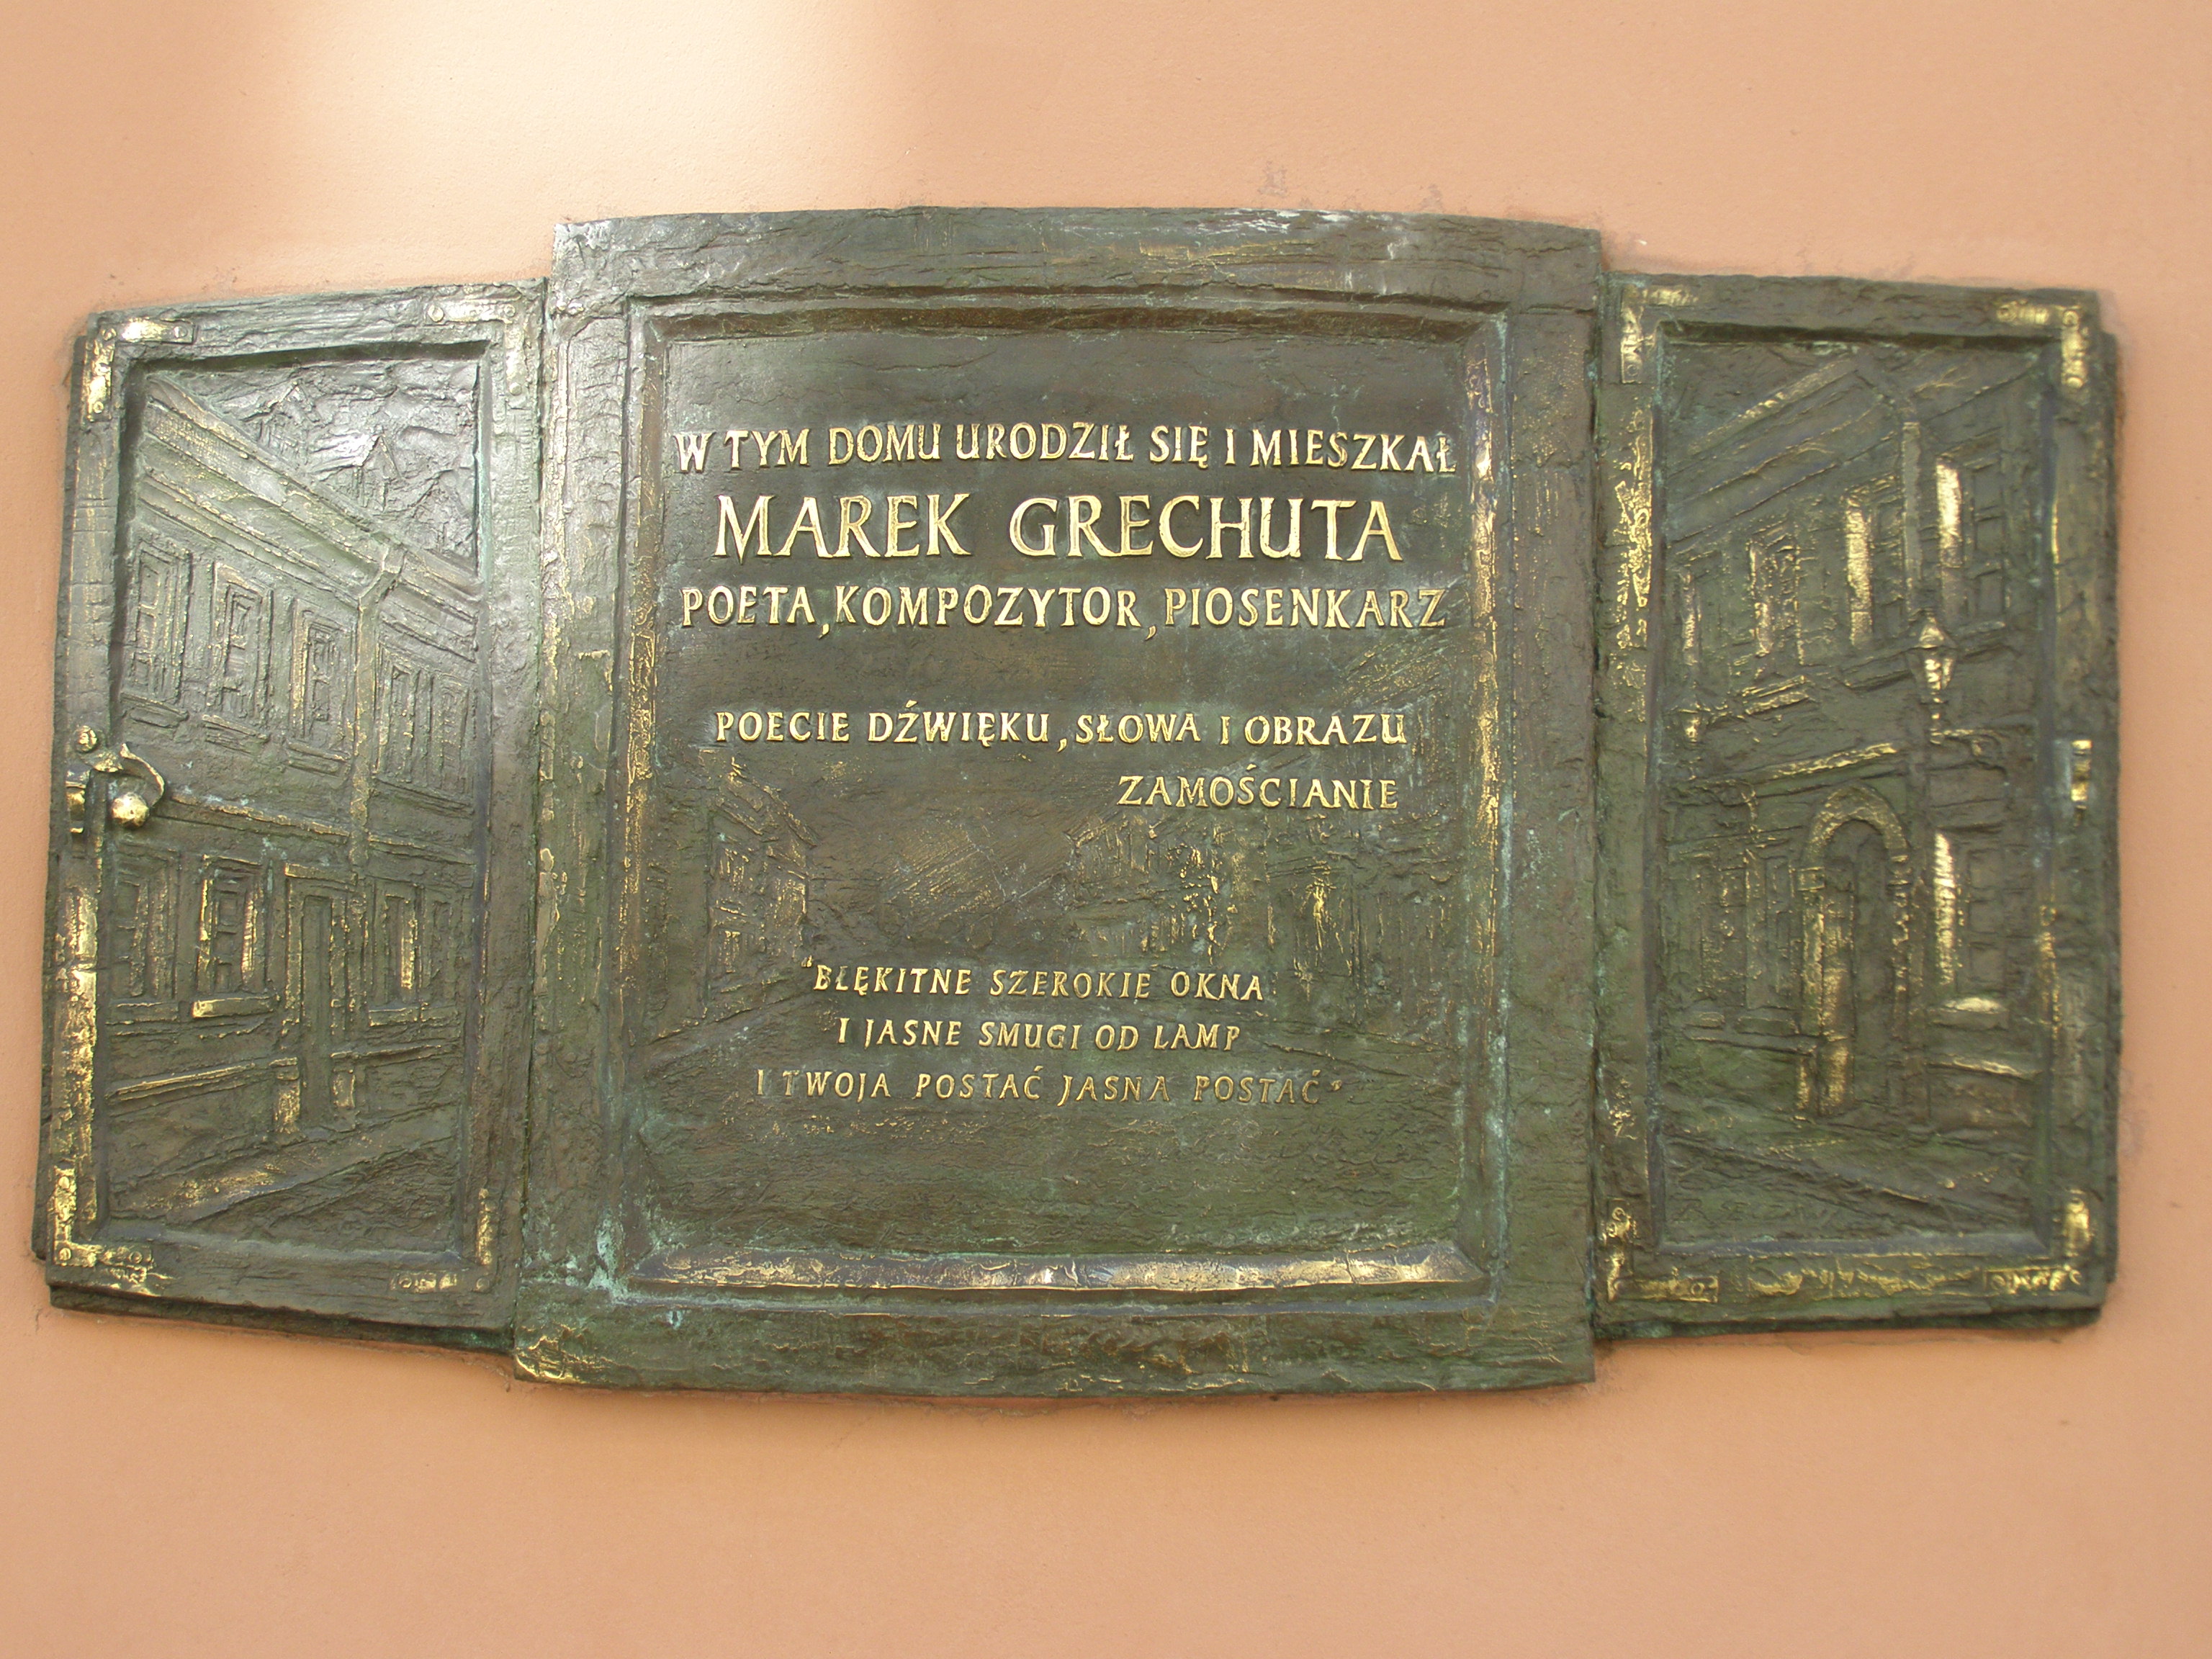 W TYM DOMU URODZIŁ SIĘ I MIESZKAŁ
MAREK GRECHUTA
POETA, KOMPOZYTOR, PIOSENKARZ
POECIE DŹWIĘKU, SŁOWA I OBRAZU
ZAMOŚCIANIE
"BŁĘKITNE SZEROKIE OKNA
I JASNE SMUGI OD LAMP
I TWOJA POSTAĆ JASNA POSTAĆ"